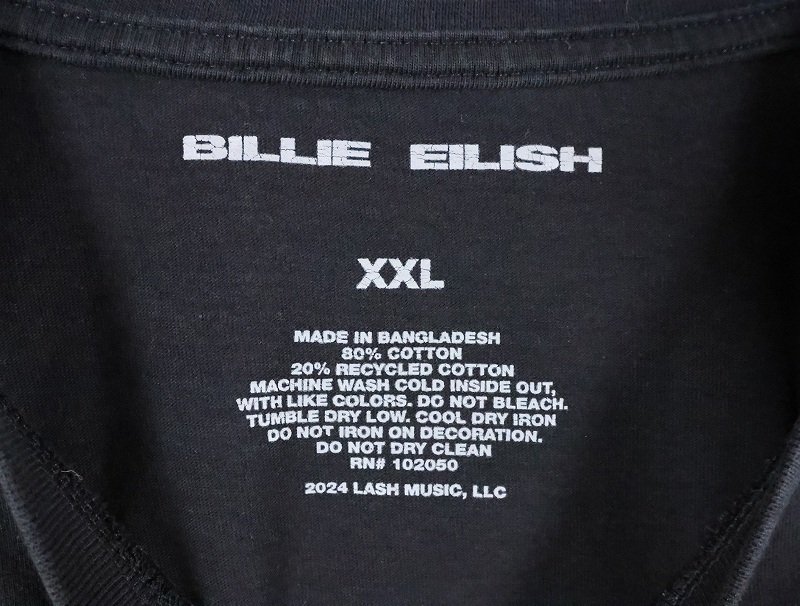 BILLIE EILISH
XXL
MADE IN BANGLADESH
80% COTTON
20% RECYCLED COTTON
MACHINE WASH COLD INSIDE OUT,
WITH LIKE COLORS. DO NOT BLEACH.
TUMBLE DRY LOW. COOL DRY IRON
DO NOT IRON ON DECORATION.
DO NOT DRY CLEAN
RN# 102050
2024 LASH MUSIC, LLC